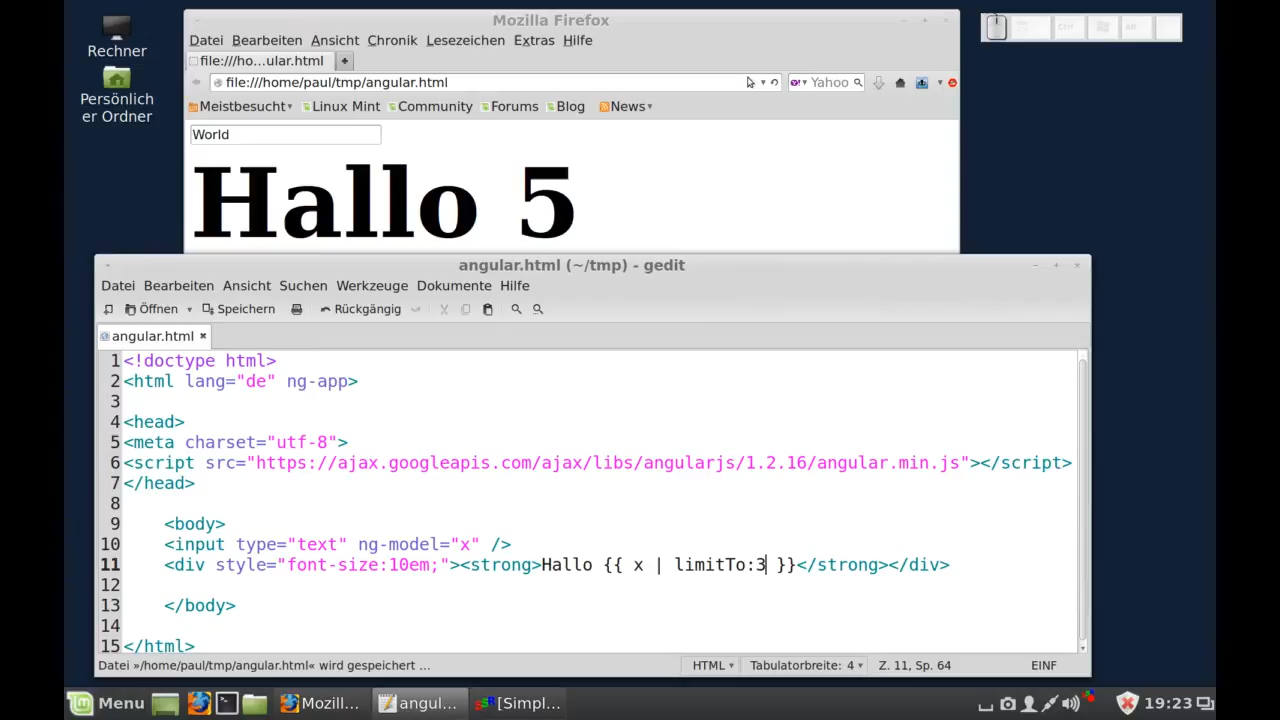 Rechner
Persönlich
er Ordner
Mozilla Firefox
Datei Bearbeiten Ansicht Chronik Lesezeichen Extras Hilfe
file:///ho...ular.html
file:///home/paul/tmp/angular.html
Yahoo
Meistbesucht Linux Mint Community Forums Blog News
World
Hallo 5
angular.html (~/tmp) - gedit
Datei Bearbeiten Ansicht Suchen Werkzeuge Dokumente Hilfe
Öffnen Speichern Rückgängig
angular.html
1 <!doctype html>
2 <html lang="de" ng-app>
3
4 <head>
5 <meta charset="utf-8">
6 <script src="https://ajax.googleapis.com/ajax/libs/angularjs/1.2.16/angular.min.js"></script>
7 </head>
8
9 <body>
10 <input type="text" ng-model="x" />
11 <div style="font-size:10em;"><strong>Hallo {{ x | limitTo:3 }}</strong></div>
12
13 </body>
14
15 </html>
Datei »/home/paul/tmp/angular.html« wird gespeichert ... HTML Tabulatorbreite: 4 Z. 11, Sp. 64 EINF
Menu Mozill... angul... [Simpl... 19:23